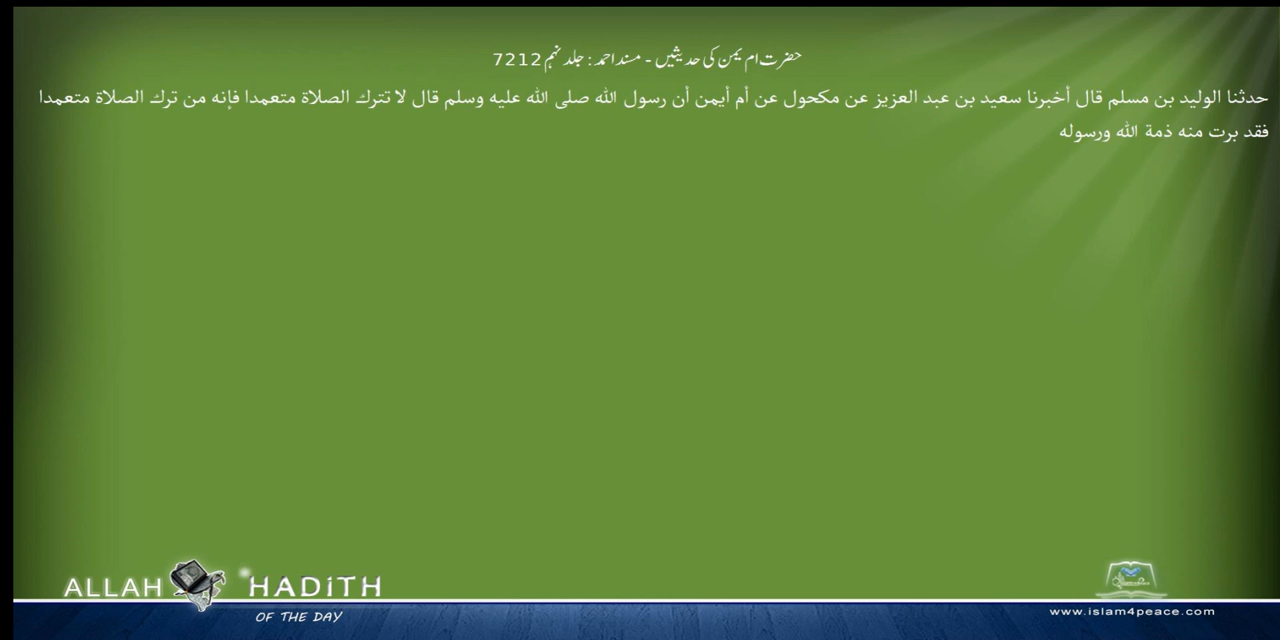 حضرت ام یمن کی حدیثیں - مسند احمد : جلد نہم 7212
حدثنا الوليد بن مسلم قال أخبرنا سعيد بن عبد العزيز عن مكحول عن أم أيمن أن رسول الله صلى الله عليه وسلم قال لا تترك الصلاة متعمدا فإنه من ترك الصلاة متعمدا
فقد برت منه ذمة الله ورسوله
ALLAH HADITH
OF THE DAY
www.islam4peace.com